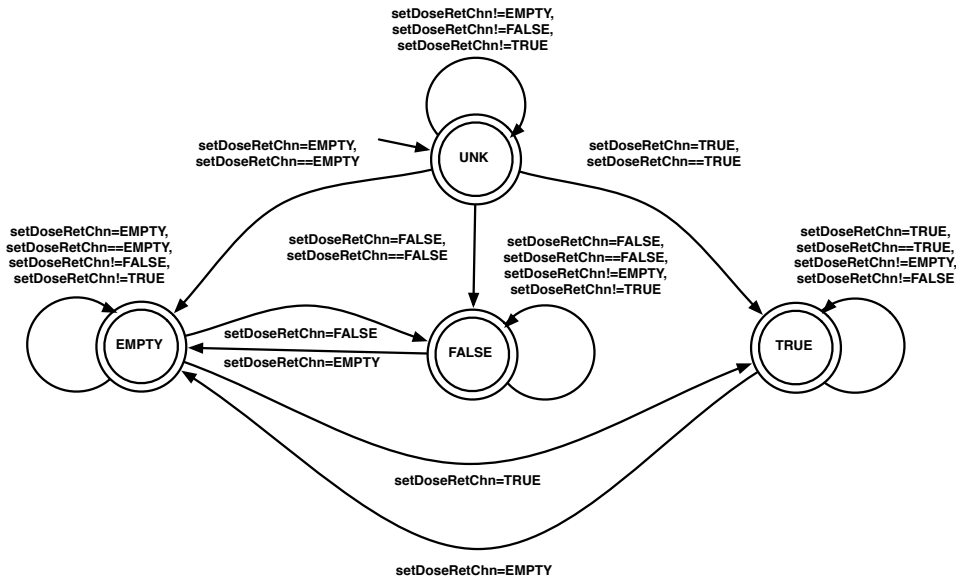 setDoseRetChn!=EMPTY,
setDoseRetChn!=FALSE,
setDoseRetChn!=TRUE
setDoseRetChn=EMPTY,
setDoseRetChn==EMPTY
UNK
setDoseRetChn=TRUE,
setDoseRetChn==TRUE
setDoseRetChn=EMPTY,
setDoseRetChn==EMPTY,
setDoseRetChn!=FALSE,
setDoseRetChn!=TRUE
setDoseRetChn=FALSE,
setDoseRetChn==FALSE
setDoseRetChn=FALSE,
setDoseRetChn==FALSE,
setDoseRetChn!=EMPTY,
setDoseRetChn!=TRUE
setDoseRetChn=TRUE,
setDoseRetChn==TRUE,
setDoseRetChn!=EMPTY,
setDoseRetChn!=FALSE
EMPTY
setDoseRetChn=FALSE
setDoseRetChn=EMPTY
FALSE
TRUE
setDoseRetChn=TRUE
setDoseRetChn=EMPTY